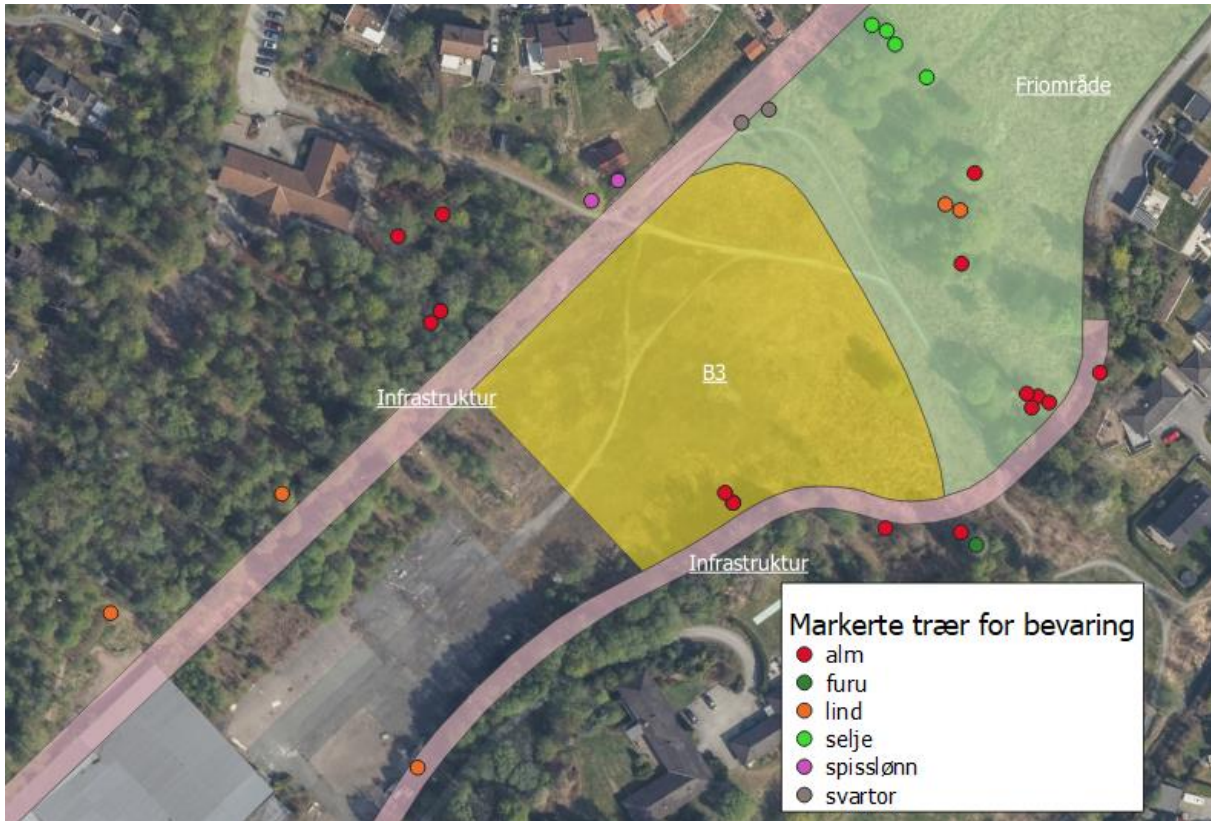 Friområde
B3
Infrastruktur
Infrastruktur
Markerte trær for bevaring
alm
furu
lind
selje
spisslønn
svartor